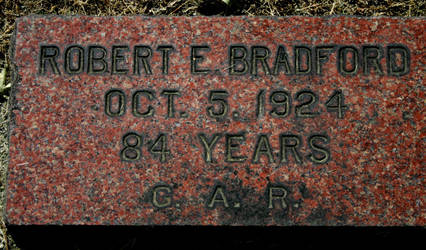 ROBERT E. BRADFORD
OCT. 5. 1924
84 YEARS
G. A. R.